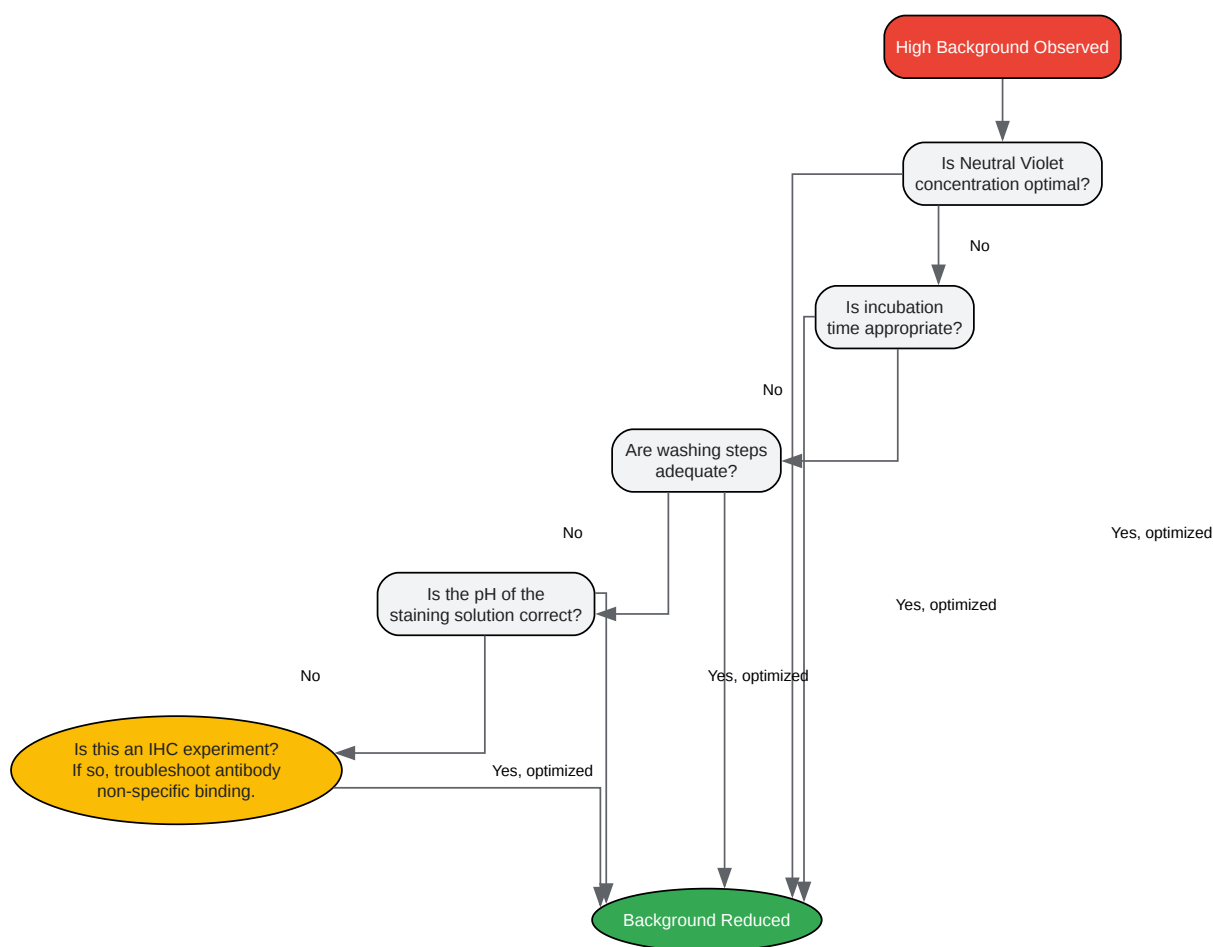 High Background Observed
Is Neutral Violet
concentration optimal?
No
Is incubation
time appropriate?
No
Are washing steps
adequate?
No
Yes, optimized
Is the pH of the
staining solution correct?
Yes, optimized
No
Yes, optimized
Is this an IHC experiment?
If so, troubleshoot antibody
non-specific binding.
Yes, optimized
Background Reduced